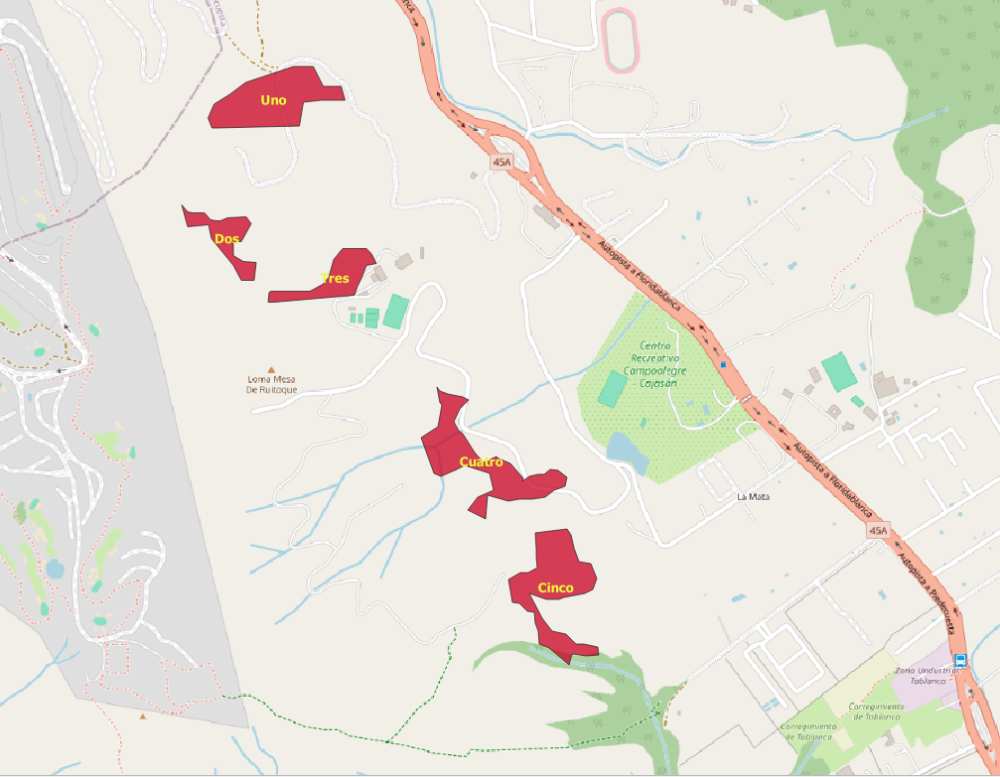 Uno
45A
Dos
Autopista a Floridablanca
Tres
Centro
Recreativo
Campoalegre
- Cajasán
Loma Mesa
De Ruitoque
Cuatro
Autopista a Floridablanca
La Mata
45A
Autopista a Piedecuesta
Cinco
Zona Industrial
Tablanca
Corregimiento
de Tablanca
Corregimiento
de Tablanca